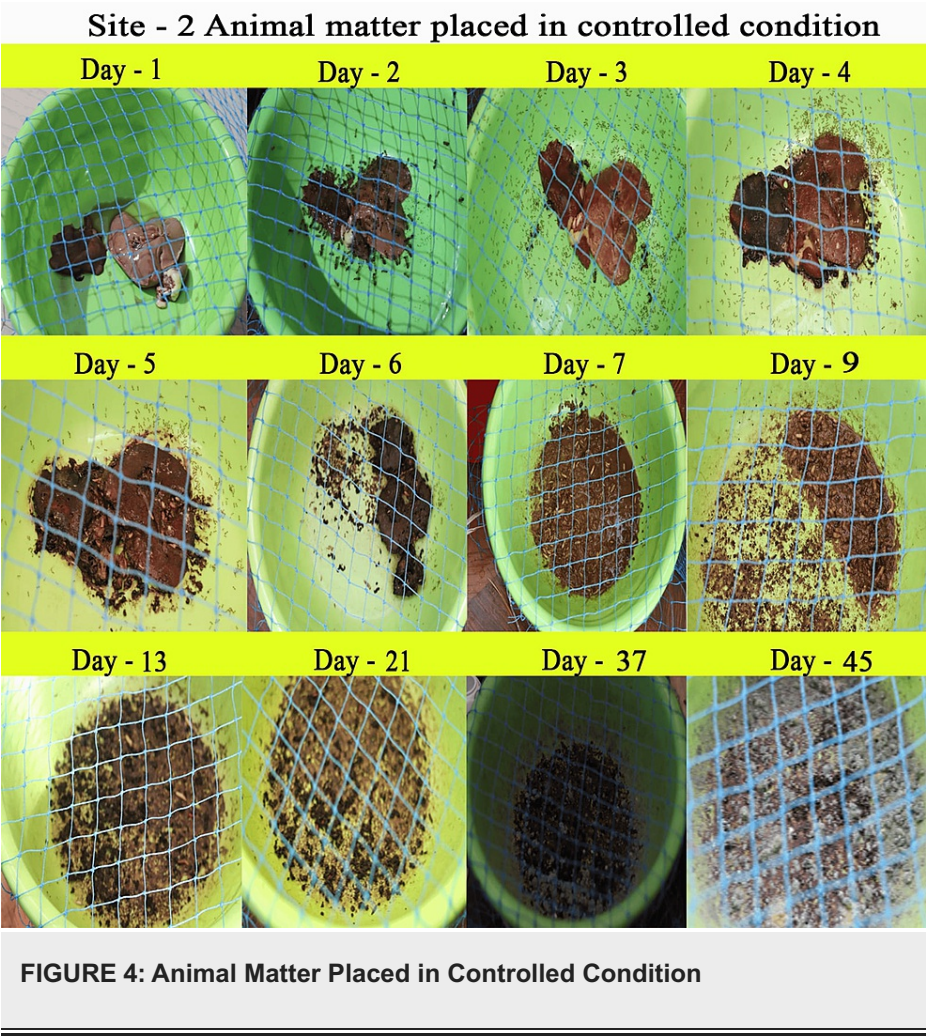 Site - 2 Animal matter placed in controlled condition
Day - 1
Day - 2
Day - 3
Day - 4
Day - 5
Day - 6
Day - 7
Day - 9
Day - 13
Day - 21
Day - 37
Day - 45
FIGURE 4: Animal Matter Placed in Controlled Condition